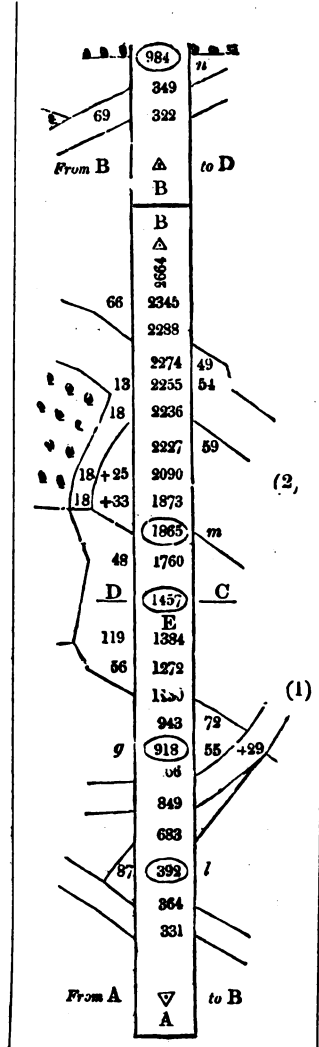 984
n
349
69 322
From B to D
B
B
2664
66 2345
2288
2274 49
13 2255 54
18 2236
2227 59
18 +25 2090
(2,
18 +33 1873
1865 m
48 1760
D 1457 C
E
119 1384
56 1272
(1)
943 72
g 918 55 +29
06
849
683
87 392 l
364
331
From A to B
A